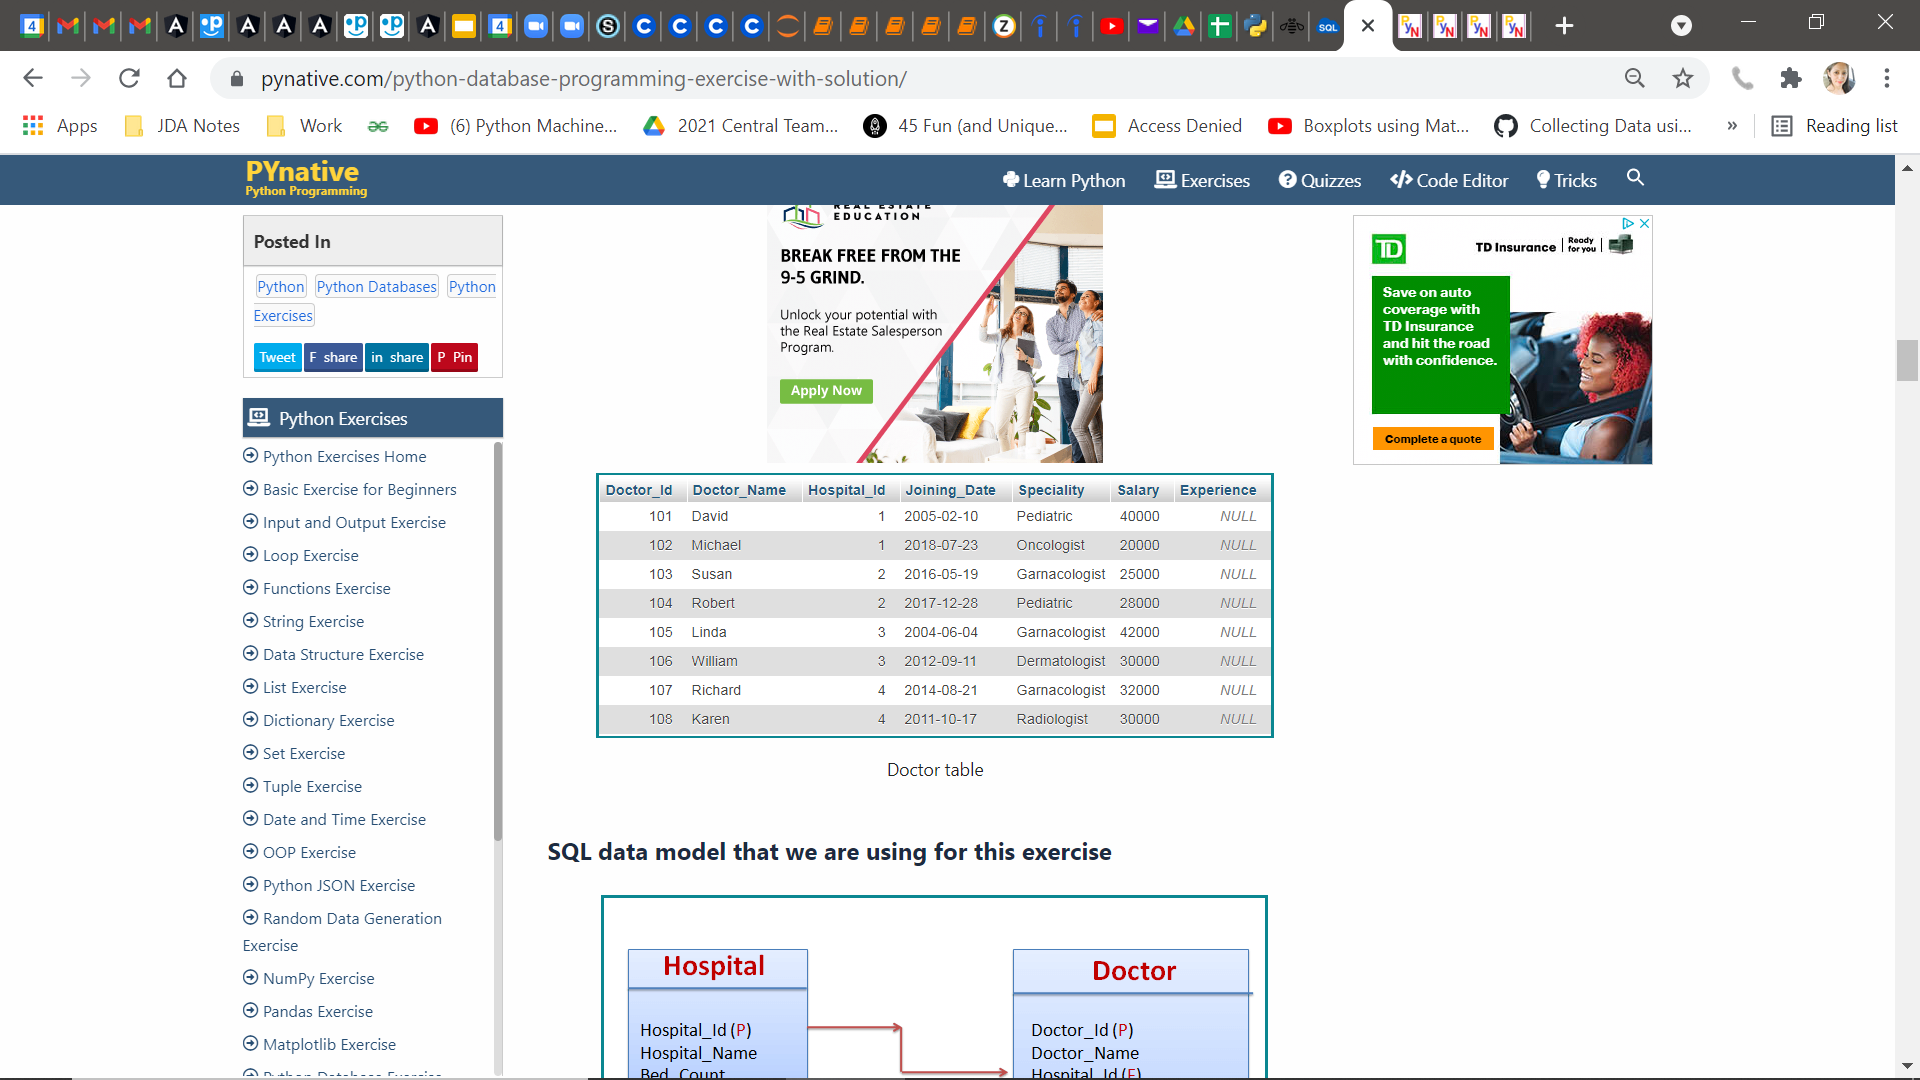 pynative.com/python-database-programming-exercise-with-solution/
Apps
JDA Notes
Work
(6) Python Machine...
2021 Central Team...
45 Fun (and Unique...
Access Denied
Boxplots using Mat...
Collecting Data usi...
»
Reading list
PYnative
Python Programming
Learn Python
Exercises
Quizzes
Code Editor
Tricks
Posted In
Python
Python Databases
Python
Exercises
Tweet
F share
in share
P Pin
Python Exercises
Python Exercises Home
Basic Exercise for Beginners
Input and Output Exercise
Loop Exercise
Functions Exercise
String Exercise
Data Structure Exercise
List Exercise
Dictionary Exercise
Set Exercise
Tuple Exercise
Date and Time Exercise
OOP Exercise
Python JSON Exercise
Random Data Generation
Exercise
NumPy Exercise
Pandas Exercise
Matplotlib Exercise
Python Database Exercise
REAL ESTATE
EDUCATION
BREAK FREE FROM THE
9-5 GRIND.
Unlock your potential with
the Real Estate Salesperson
Program.
Apply Now
Doctor_Id Doctor_Name Hospital_Id Joining_Date Speciality Salary Experience
101 David 1 2005-02-10 Pediatric 40000 NULL
102 Michael 1 2018-07-23 Oncologist 20000 NULL
103 Susan 2 2016-05-19 Garnacologist 25000 NULL
104 Robert 2 2017-12-28 Pediatric 28000 NULL
105 Linda 3 2004-06-04 Garnacologist 42000 NULL
106 William 3 2012-09-11 Dermatologist 30000 NULL
107 Richard 4 2014-08-21 Garnacologist 32000 NULL
108 Karen 4 2011-10-17 Radiologist 30000 NULL
Doctor table
SQL data model that we are using for this exercise
Hospital
Hospital_Id (P)
Hospital_Name
Bed_Count
Doctor
Doctor_Id (P)
Doctor_Name
Hospital_Id (F)
TD
TD Insurance
Ready
for you
Save on auto
coverage with
TD Insurance
and hit the road
with confidence.
Complete a quote